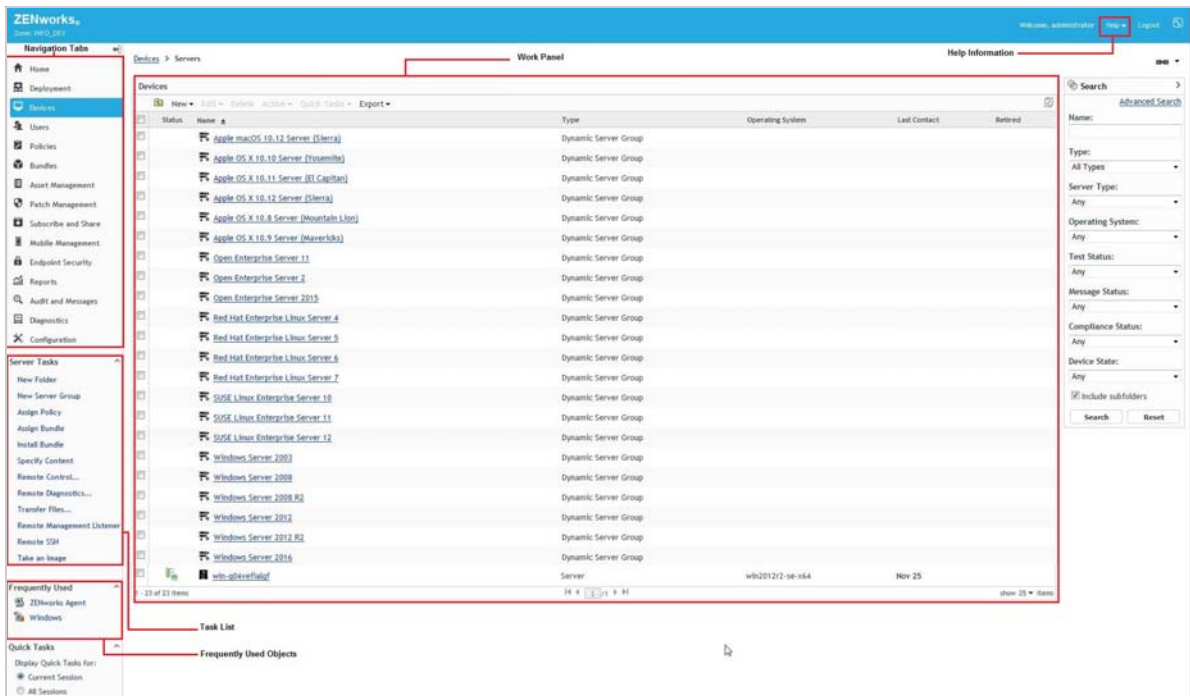 ZENworks.
Zone: INFO_DEV
Welcome, administrator Help Logout
Navigation Tabs
Home
Deployment
Devices
Users
Policies
Bundles
Asset Management
Patch Management
Subscribe and Share
Mobile Management
Endpoint Security
Reports
Audit and Messages
Diagnostics
Configuration
Server Tasks
New Folder
New Server Group
Assign Policy
Assign Bundle
Install Bundle
Specify Content
Remote Control...
Remote Diagnostics...
Transfer Files...
Remote Management Listener
Remote SSH
Take an Image
Frequently Used
ZENworks Agent
Windows
Quick Tasks
Display Quick Tasks for:
Current Session
All Sessions
Devices > Servers
Work Panel
Help Information
Devices
New Edit Delete Action Quick Tasks Export
Status Name Type Operating System Last Contact Retired
Apple macOS 10.12 Server (Sierra) Dynamic Server Group
Apple OS X 10.10 Server (Yosemite) Dynamic Server Group
Apple OS X 10.11 Server (El Capitan) Dynamic Server Group
Apple OS X 10.12 Server (Sierra) Dynamic Server Group
Apple OS X 10.8 Server (Mountain Lion) Dynamic Server Group
Apple OS X 10.9 Server (Mavericks) Dynamic Server Group
Open Enterprise Server 11 Dynamic Server Group
Open Enterprise Server 2 Dynamic Server Group
Open Enterprise Server 2015 Dynamic Server Group
Red Hat Enterprise Linux Server 4 Dynamic Server Group
Red Hat Enterprise Linux Server 5 Dynamic Server Group
Red Hat Enterprise Linux Server 6 Dynamic Server Group
Red Hat Enterprise Linux Server 7 Dynamic Server Group
SUSE Linux Enterprise Server 10 Dynamic Server Group
SUSE Linux Enterprise Server 11 Dynamic Server Group
SUSE Linux Enterprise Server 12 Dynamic Server Group
Windows Server 2003 Dynamic Server Group
Windows Server 2008 Dynamic Server Group
Windows Server 2008 R2 Dynamic Server Group
Windows Server 2012 Dynamic Server Group
Windows Server 2012 R2 Dynamic Server Group
Windows Server 2016 Dynamic Server Group
Server win2012r2-se-x64 Nov 25
1 - 23 of 23 items 1 /1 show 25 items
Task List
Frequently Used Objects
Search
Advanced Search
Name:
Type:
All Types
Server Type:
Any
Operating System:
Any
Test Status:
Any
Message Status:
Any
Compliance Status:
Any
Device State:
Any
Include subfolders
Search Reset